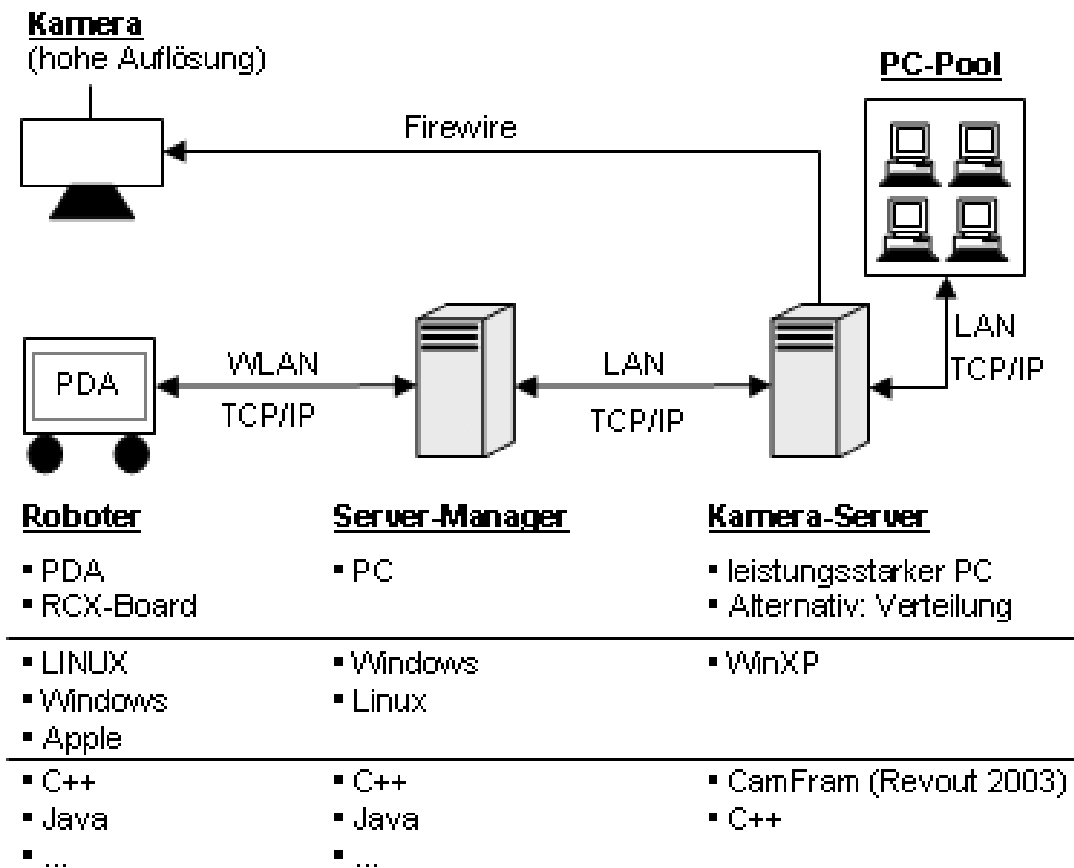 Kamera
(hohe Auflösung)
PC-Pool
Firewire
PDA
WLAN
TCP/IP
LAN
TCP/IP
LAN
TCP/IP
Roboter
▪ PDA
▪ RCX-Board
Server-Manager
▪ PC
Kamera-Server
▪ leistungsstarker PC
▪ Alternativ: Verteilung
▪ LINUX
▪ Windows
▪ Apple
▪ Windows
▪ Linux
▪ WinXP
▪ C++
▪ Java
▪ ...
▪ C++
▪ Java
▪ ...
▪ CamFram (Revout 2003)
▪ C++